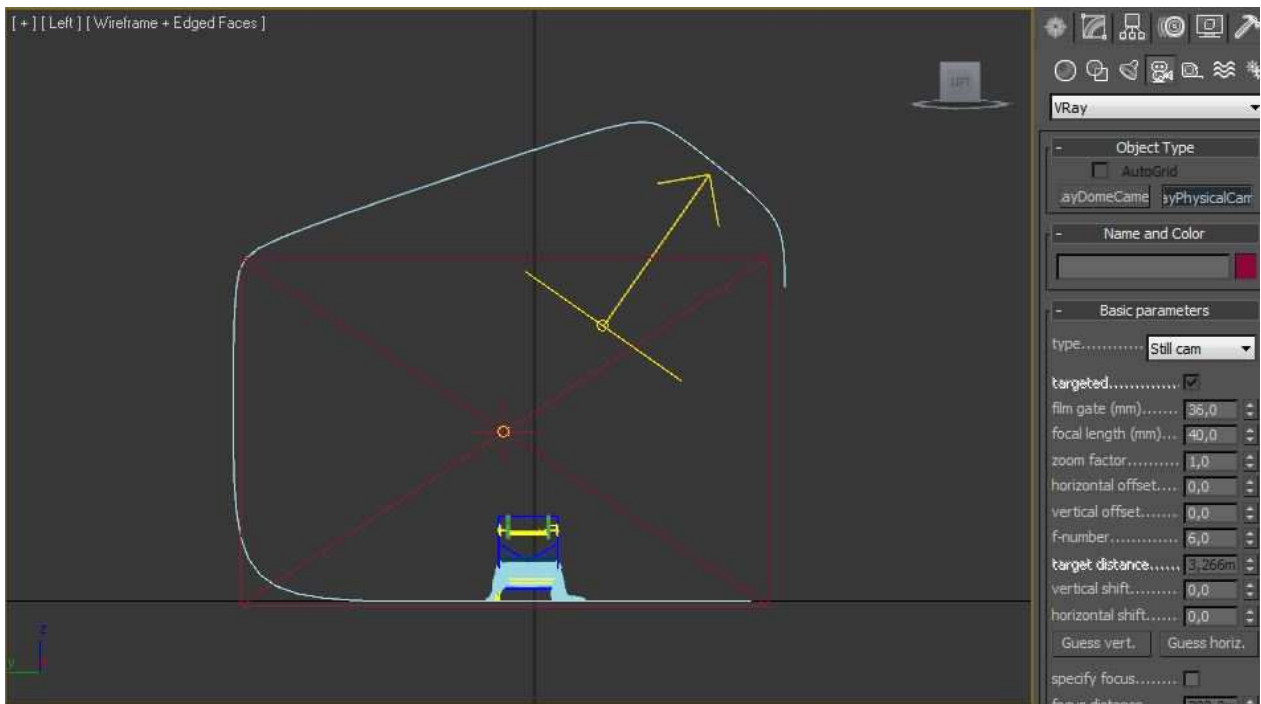 [ + ] [ Left ] [ Wireframe + Edged Faces ]
LEFT
VRay
- Object Type
AutoGrid
ayDomeCame ayPhysicalCam
- Name and Color
- Basic parameters
type............ Still cam
targeted.............
film gate (mm)....... 36,0
focal length (mm)... 40,0
zoom factor.......... 1,0
horizontal offset.... 0,0
vertical offset....... 0,0
f-number............. 6,0
target distance...... 3,266m
vertical shift......... 0,0
horizontal shift...... 0,0
Guess vert. Guess horiz.
specify focus........
z
y